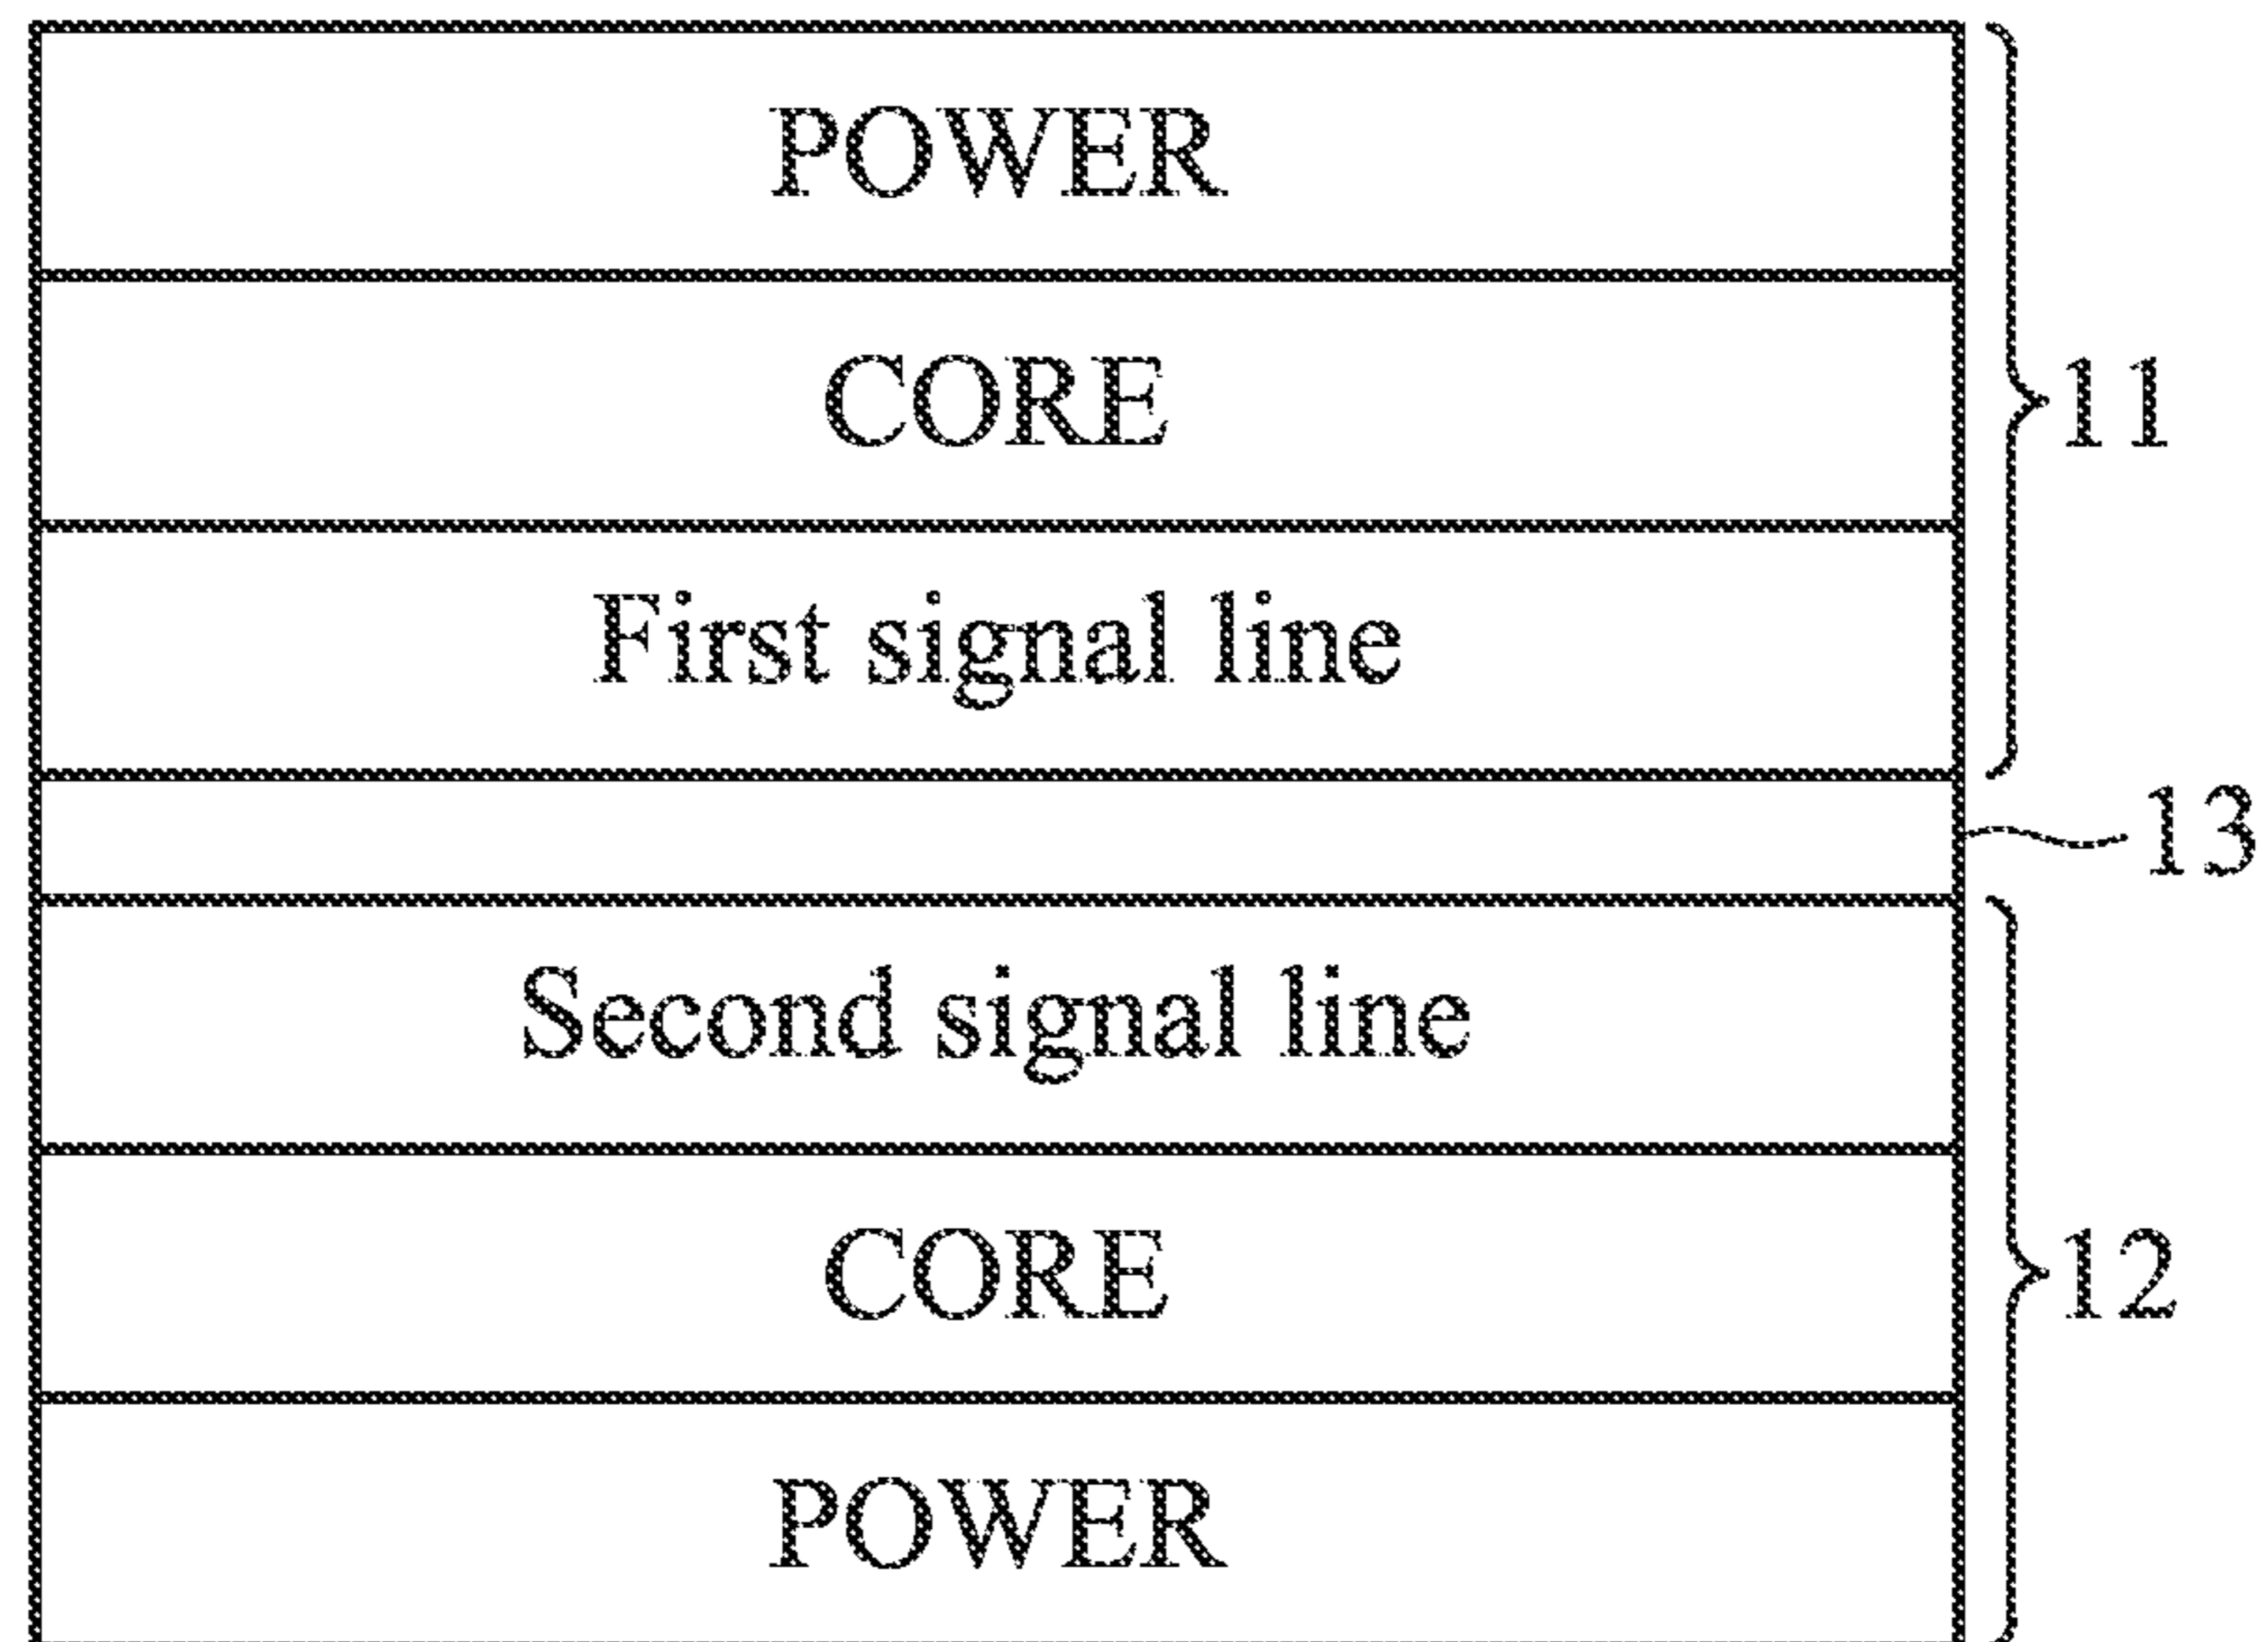 POWER
CORE
11
First signal line
13
Second signal line
CORE
12
POWER